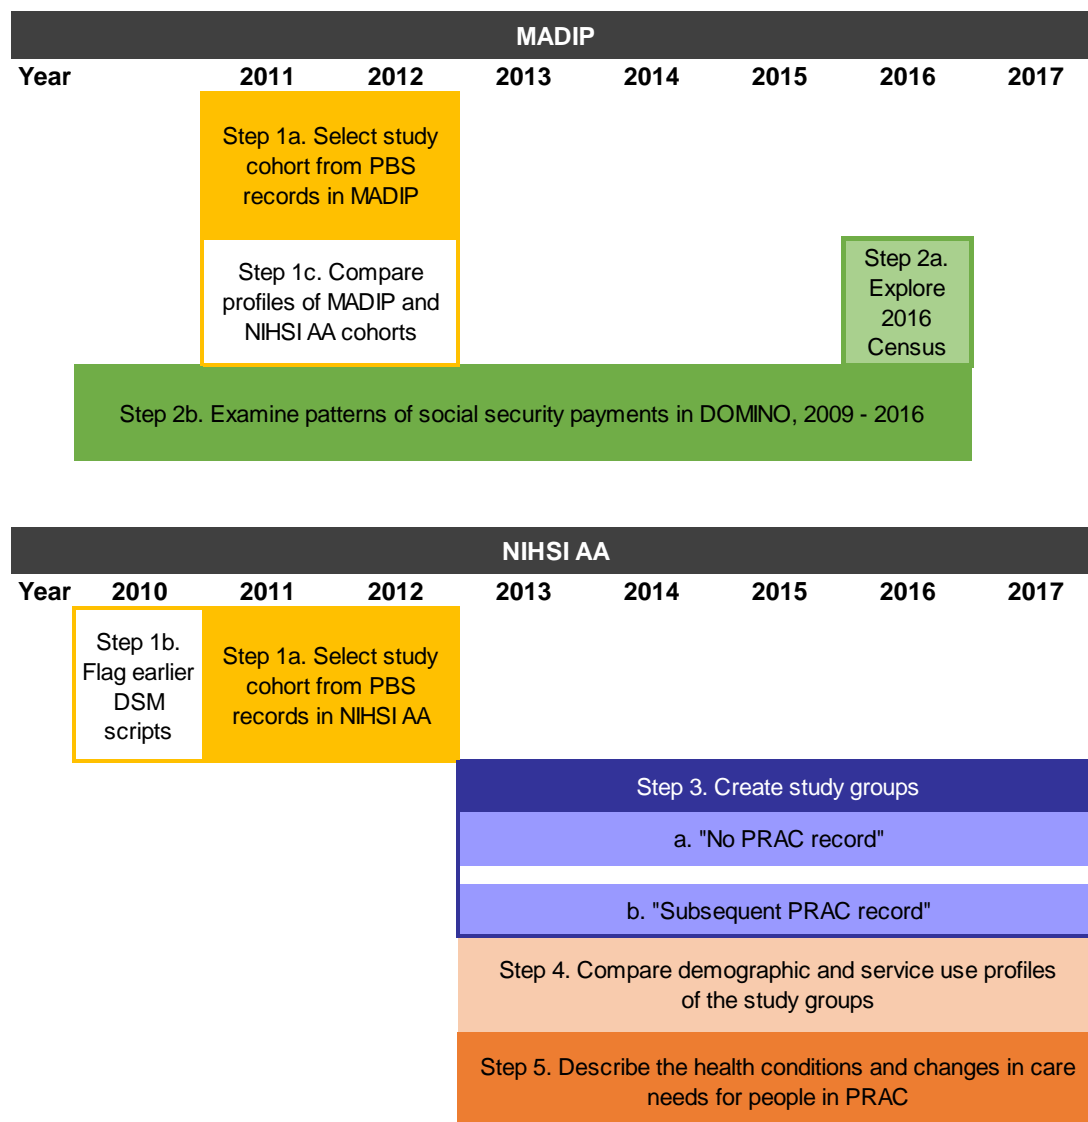 MADIP
Year 2011 2012 2013 2014 2015 2016 2017
Step 1a. Select study
cohort from PBS
records in MADIP
Step 1c. Compare
profiles of MADIP and
NIHSI AA cohorts
Step 2a.
Explore
2016
Census
Step 2b. Examine patterns of social security payments in DOMINO, 2009 - 2016
NIHSI AA
Year 2010 2011 2012 2013 2014 2015 2016 2017
Step 1b.
Flag earlier
DSM
scripts
Step 1a. Select study
cohort from PBS
records in NIHSI AA
Step 3. Create study groups
a. "No PRAC record"
b. "Subsequent PRAC record"
Step 4. Compare demographic and service use profiles
of the study groups
Step 5. Describe the health conditions and changes in care
needs for people in PRAC